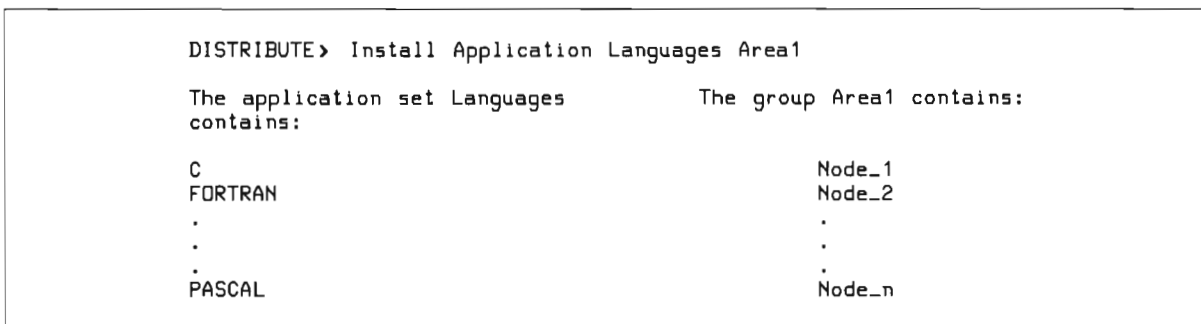 DISTRIBUTE> Install Application Languages Area1
The application set Languages The group Area1 contains:
contains:
C Node_1
FORTRAN Node_2
. .
. .
. .
PASCAL Node_n